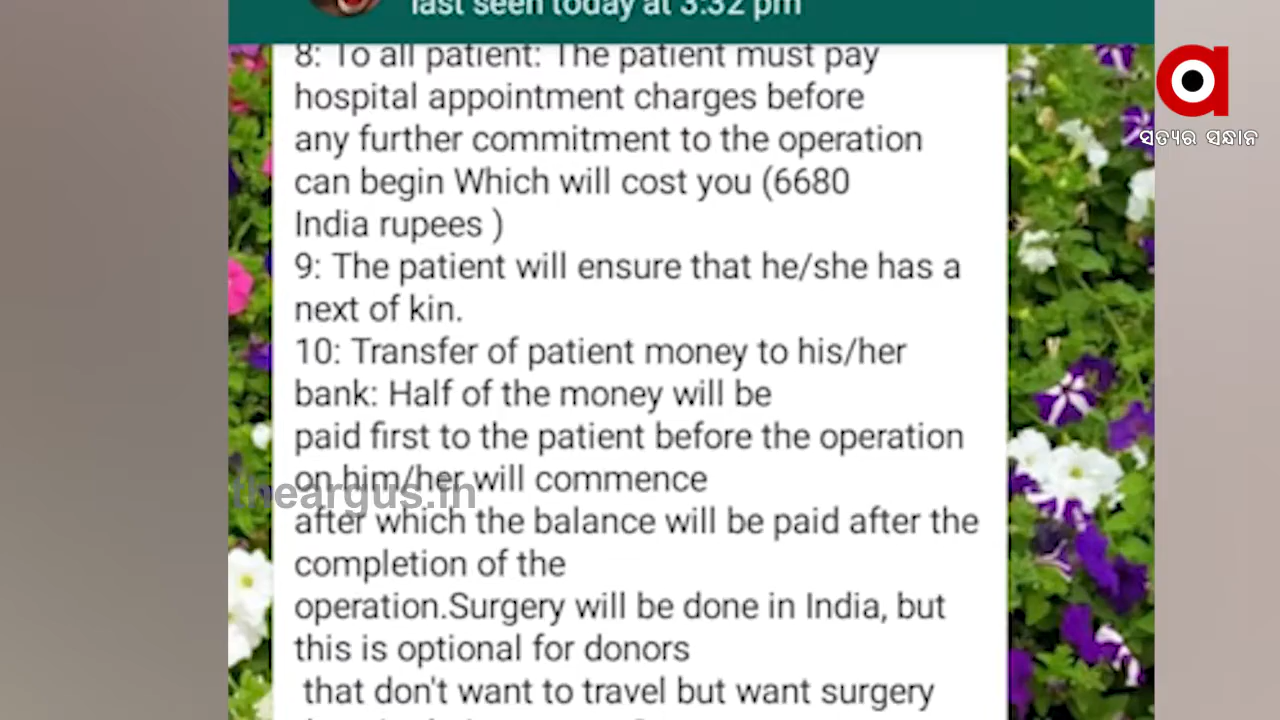 last seen today at 3:32 pm
8: To all patient: The patient must pay
hospital appointment charges before
any further commitment to the operation
can begin Which will cost you (6680
India rupees )
9: The patient will ensure that he/she has a
next of kin.
10: Transfer of patient money to his/her
bank: Half of the money will be
paid first to the patient before the operation
on him/her will commence
after which the balance will be paid after the
completion of the
operation.Surgery will be done in India, but
this is optional for donors
that don't want to travel but want surgery
ସତ୍ୟର ସନ୍ଧାନ
theargus.in